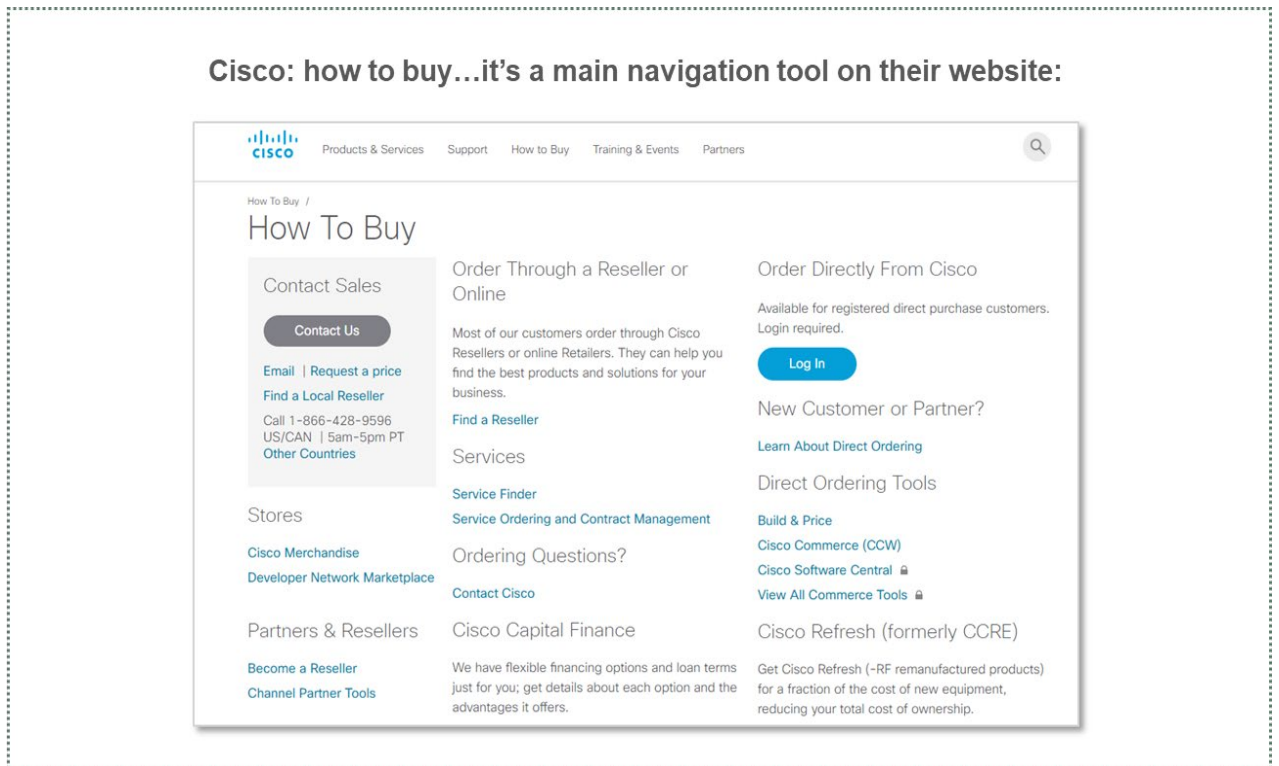 Cisco: how to buy…it’s a main navigation tool on their website:
CISCO
Products & Services Support How to Buy Training & Events Partners
How To Buy /
How To Buy
Contact Sales
Contact Us
Email | Request a price
Find a Local Reseller
Call 1-866-428-9596
US/CAN | 5am-5pm PT
Other Countries
Stores
Cisco Merchandise
Developer Network Marketplace
Partners & Resellers
Become a Reseller
Channel Partner Tools
Order Through a Reseller or
Online
Most of our customers order through Cisco
Resellers or online Retailers. They can help you
find the best products and solutions for your
business.
Find a Reseller
Services
Service Finder
Service Ordering and Contract Management
Ordering Questions?
Contact Cisco
Cisco Capital Finance
We have flexible financing options and loan terms
just for you; get details about each option and the
advantages it offers.
Order Directly From Cisco
Available for registered direct purchase customers.
Login required.
Log In
New Customer or Partner?
Learn About Direct Ordering
Direct Ordering Tools
Build & Price
Cisco Commerce (CCW)
Cisco Software Central
View All Commerce Tools
Cisco Refresh (formerly CCRE)
Get Cisco Refresh (-RF remanufactured products)
for a fraction of the cost of new equipment,
reducing your total cost of ownership.